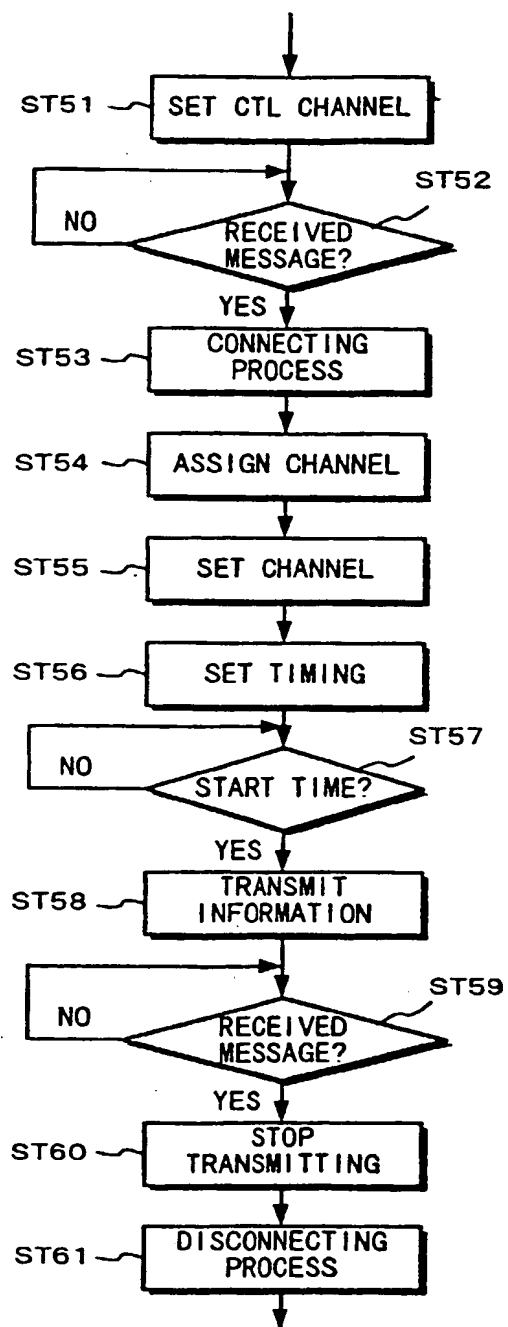 ST51
SET CTL CHANNEL
ST52
NO
RECEIVED
MESSAGE?
YES
ST53
CONNECTING
PROCESS
ST54
ASSIGN CHANNEL
ST55
SET CHANNEL
ST56
SET TIMING
ST57
NO
START TIME?
YES
ST58
TRANSMIT
INFORMATION
ST59
NO
RECEIVED
MESSAGE?
YES
ST60
STOP
TRANSMITTING
ST61
DISCONNECTING
PROCESS